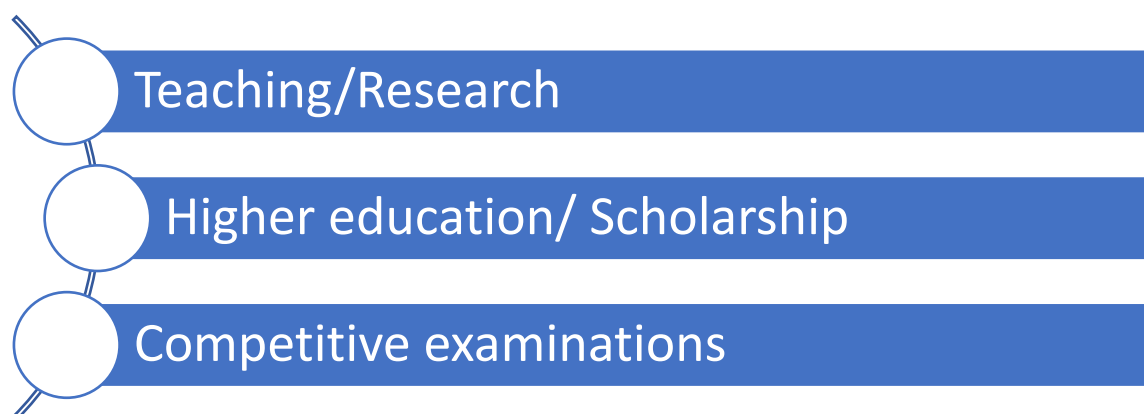 Teaching/Research
Higher education/ Scholarship
Competitive examinations